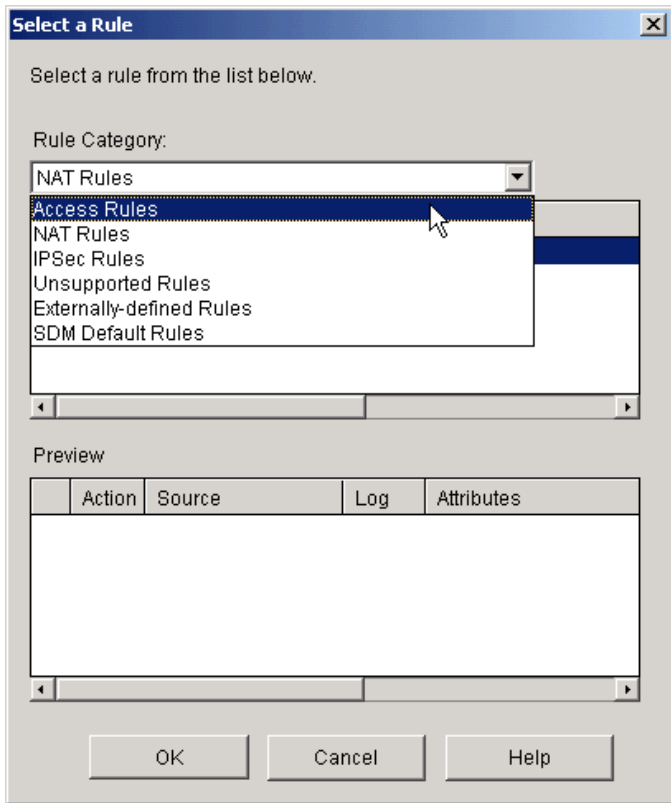 Select a Rule
Select a rule from the list below.
Rule Category:
NAT Rules
Access Rules
NAT Rules
IPSec Rules
Unsupported Rules
Externally-defined Rules
SDM Default Rules
Preview
Action Source Log Attributes
OK Cancel Help